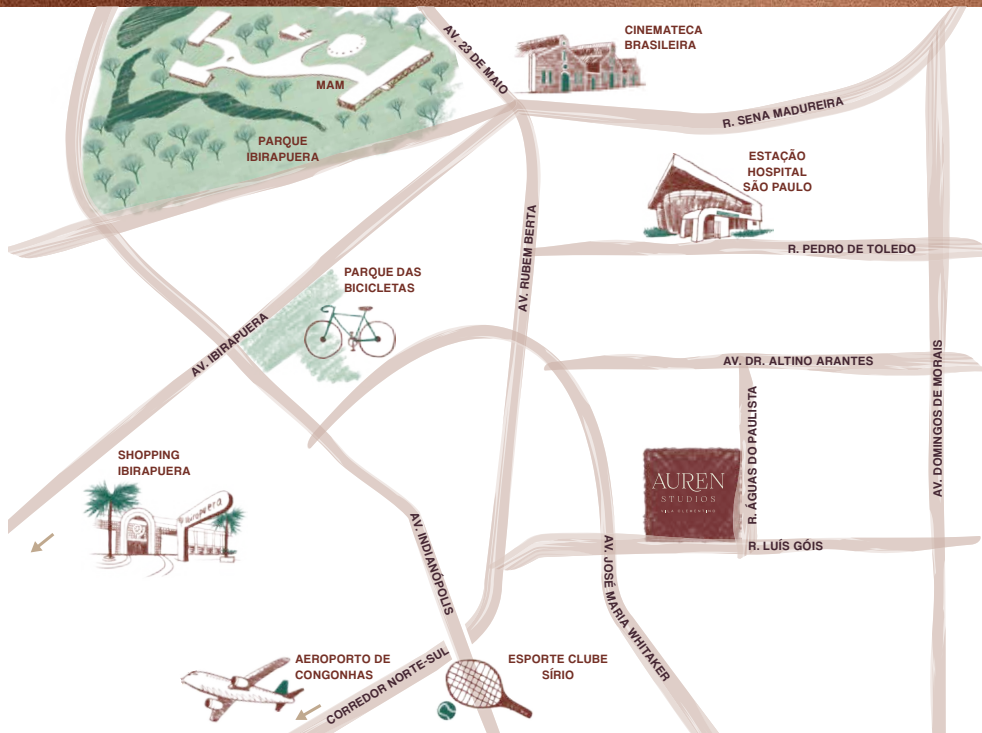 AV. 23 DE MAIO
CINEMATECA
BRASILEIRA
MAM
R. SENA MADUREIRA
PARQUE
IBIRAPUERA
ESTAÇÃO
HOSPITAL
SÃO PAULO
AV. RUBEM BERTA
R. PEDRO DE TOLEDO
PARQUE DAS
BICICLETAS
AV. IBIRAPUERA
AV. DR. ALTINO ARANTES
AV. DOMINGOS DE MORAIS
R. ÁGUAS DO PAULISTA
SHOPPING
IBIRAPUERA
Ibirapuera
AUREN
STUDIOS
VILA CLEMENTINO
AV. INDIANÓPOLIS
R. LUÍS GÓIS
AV. JOSÉ MARIA WHITAKER
AEROPORTO DE
CONGONHAS
CORREDOR NORTE-SUL
ESPORTE CLUBE
SÍRIO